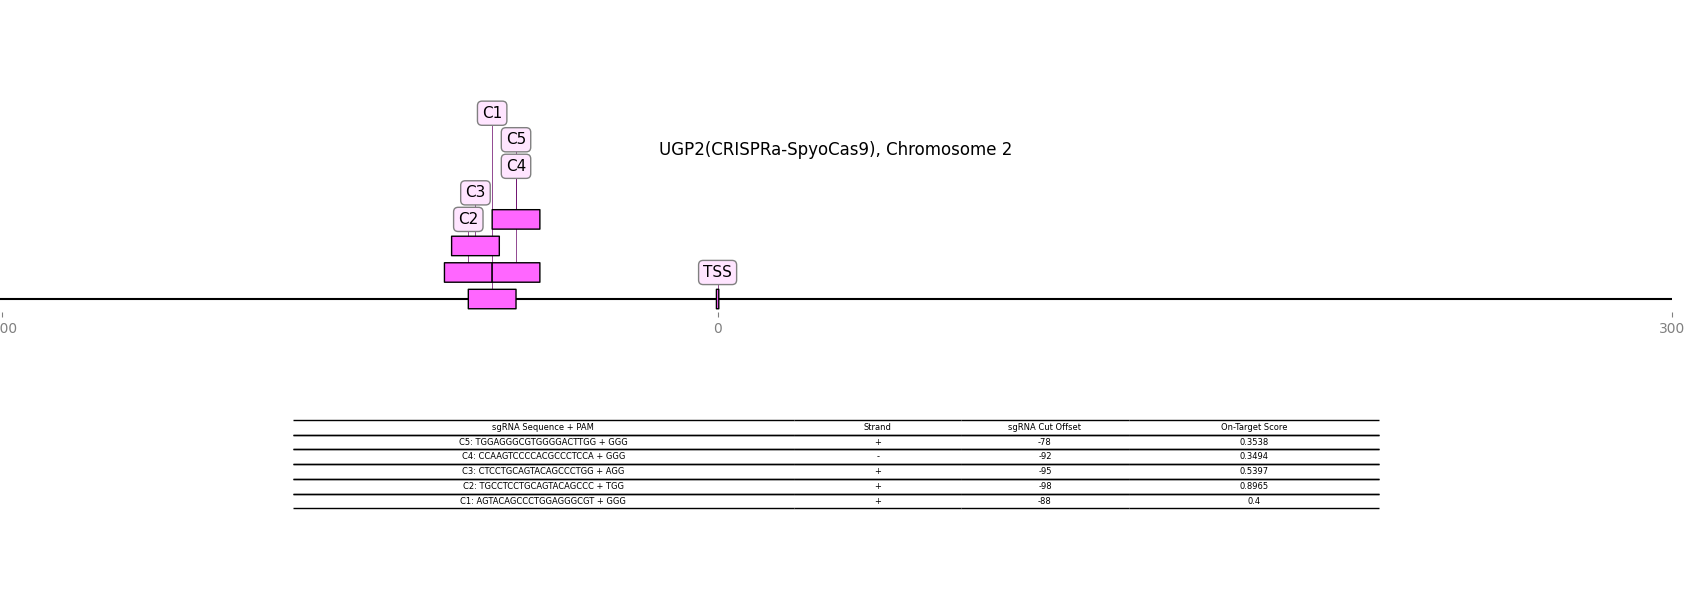 C1
C5
UGP2(CRISPRa-SpyoCas9), Chromosome 2
C4
C3
C2
TSS
00 0 300
sgRNA Sequence + PAM Strand sgRNA Cut Offset On-Target Score
C5: TGGAGGGCGTGGGGACTTGG + GGG + -78 0.3538
C4: CCAAGTCCCCACGCCCTCCA + GGG - -92 0.3494
C3: CTCCTGCAGTACAGCCCTGG + AGG + -95 0.5397
C2: TGCCTCCTGCAGTACAGCCC + TGG + -98 0.8965
C1: AGTACAGCCCTGGAGGGCGT + GGG + -88 0.4